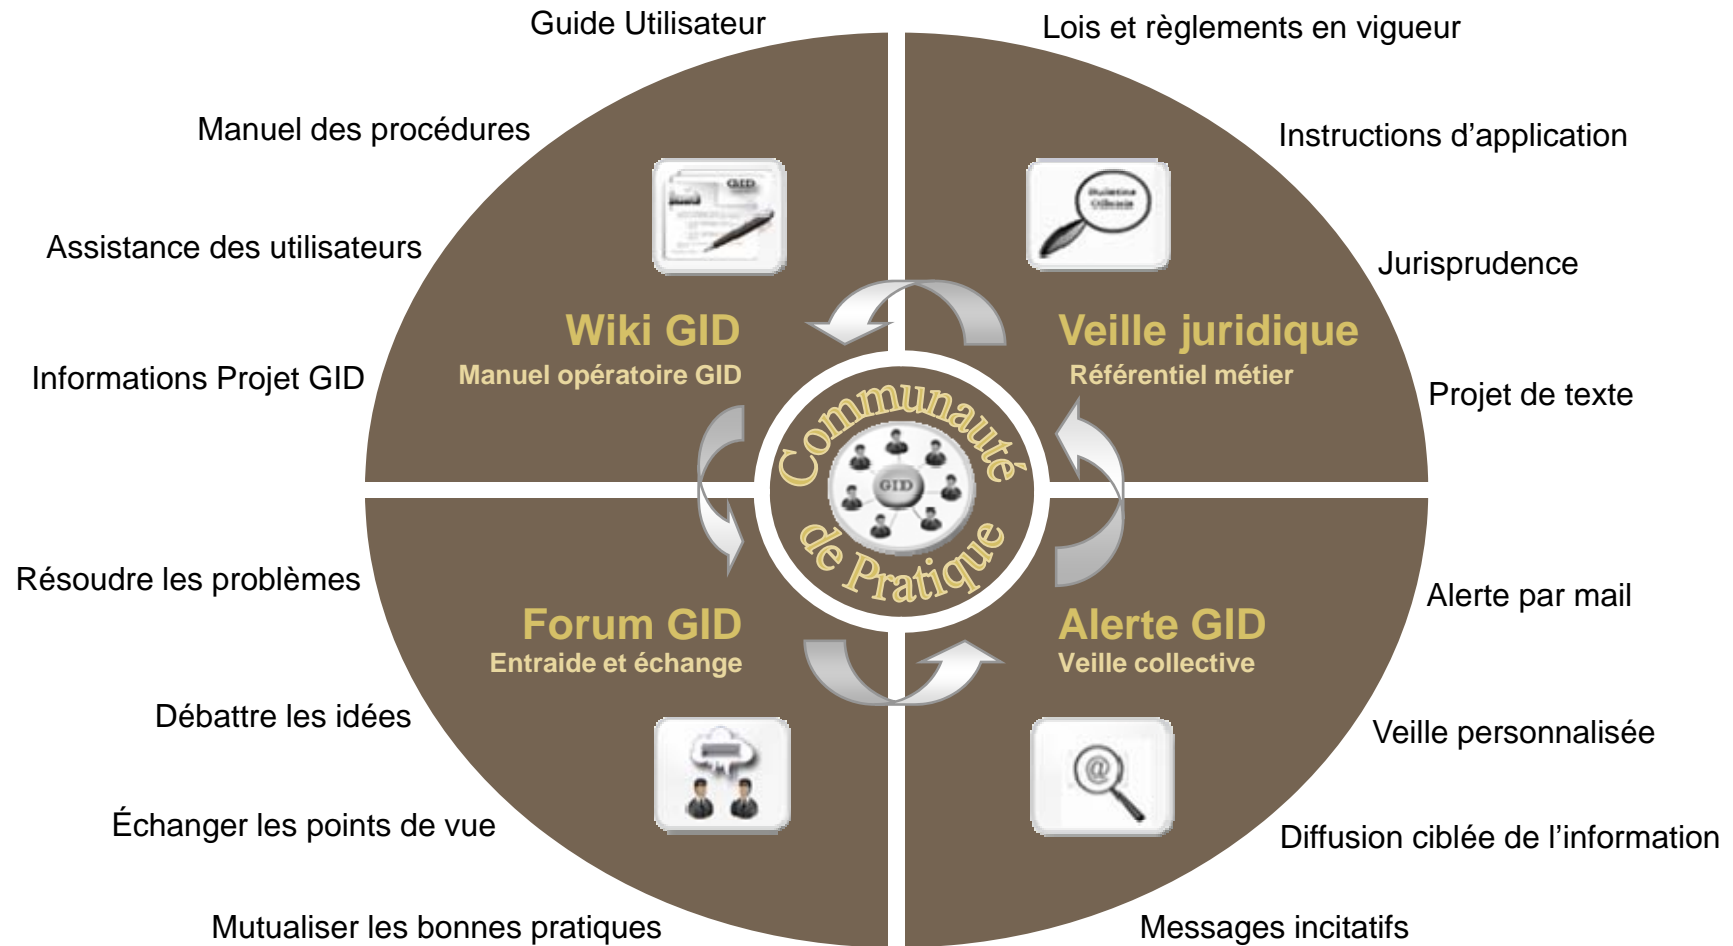 Guide Utilisateur
Manuel des procédures
Assistance des utilisateurs
Informations Projet GID
GID
Wiki GID
Manuel opératoire GID
Lois et règlements en vigueur
Instructions d’application
Jurisprudence
Projet de texte
Veille juridique
Référentiel métier
Communauté
GID
de Pratique
Résoudre les problèmes
Débattre les idées
Échanger les points de vue
Mutualiser les bonnes pratiques
Forum GID
Entraide et échange
Alerte GID
Veille collective
@
Alerte par mail
Veille personnalisée
Diffusion ciblée de l’information
Messages incitatifs